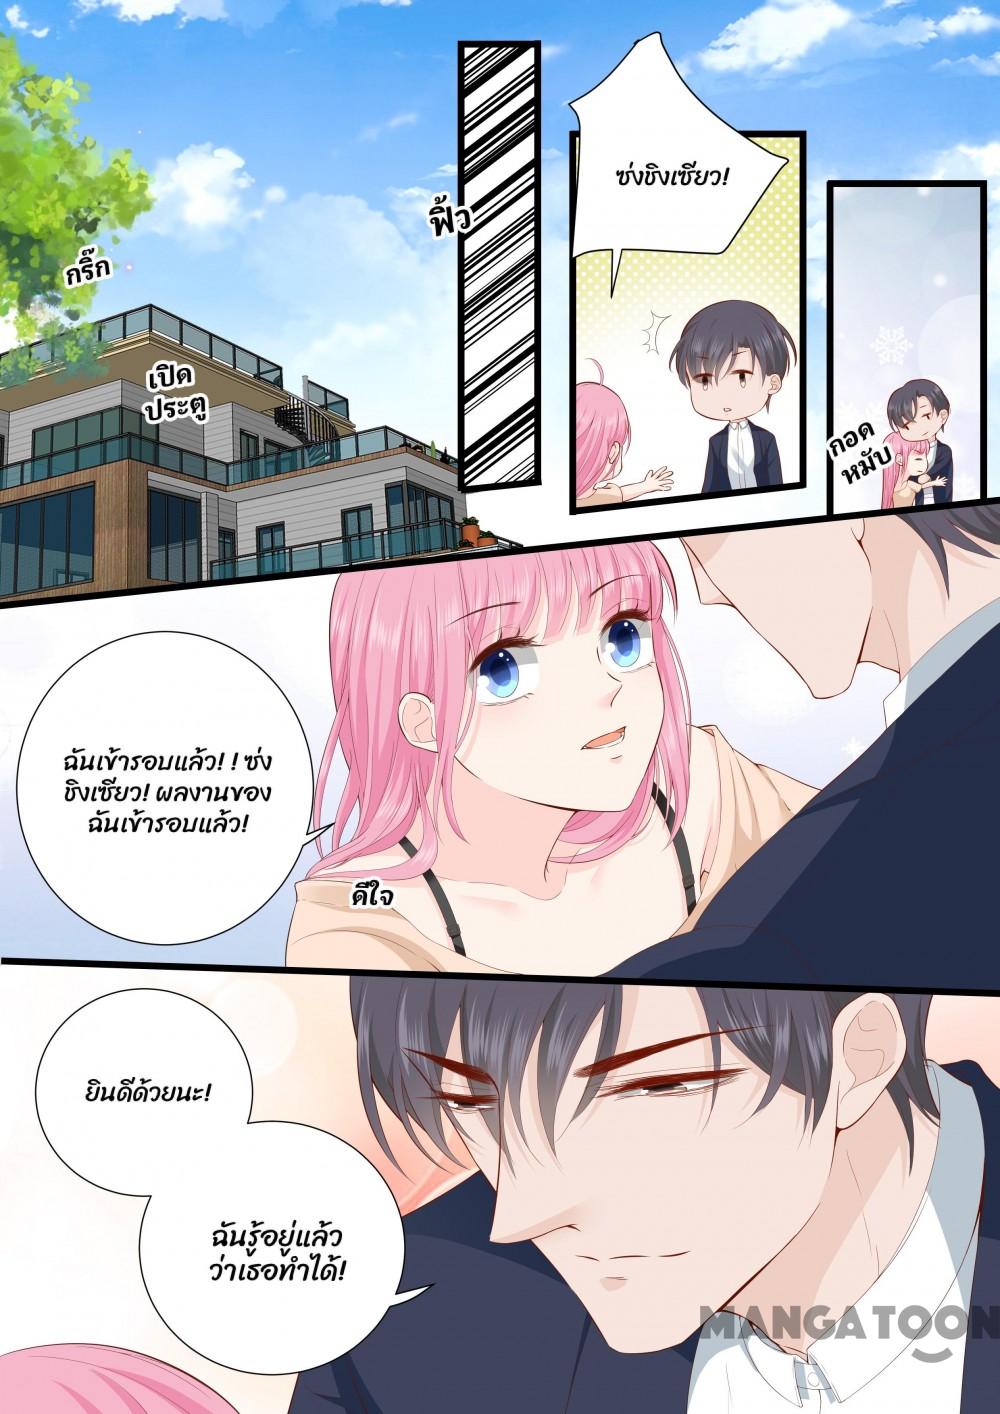 กริ๊ก
เปิด
ประตู
ฟิ้ว
ซ่งชิงเซียว!
กอด
หมับ
ฉันเข้ารอบแล้ว! ! ซ่ง
ชิงเซียว! ผลงานของ
ฉันเข้ารอบแล้ว!
ดีใจ
ยินดีด้วยนะ!
ฉันรู้อยู่แล้ว
ว่าเธอทำได้!
MANGATOON